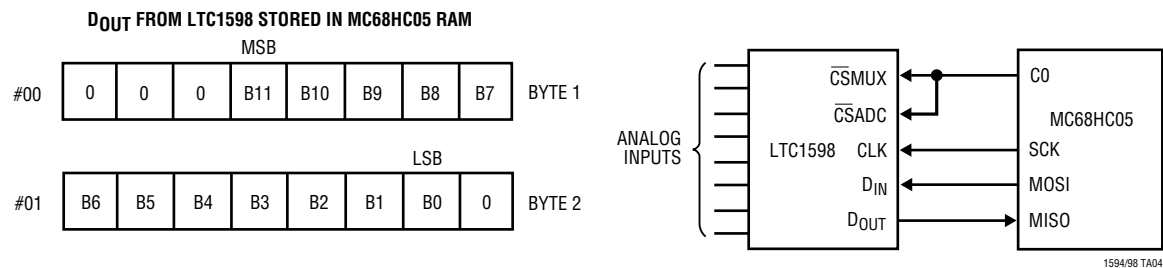 DOUT FROM LTC1598 STORED IN MC68HC05 RAM
MSB
#00 0 0 0 B11 B10 B9 B8 B7 BYTE 1
LSB
#01 B6 B5 B4 B3 B2 B1 B0 0 BYTE 2
ANALOG
INPUTS
LTC1598
CSMUX
CSADC
CLK
DIN
DOUT
C0
MC68HC05
SCK
MOSI
MISO
1594/98 TA04